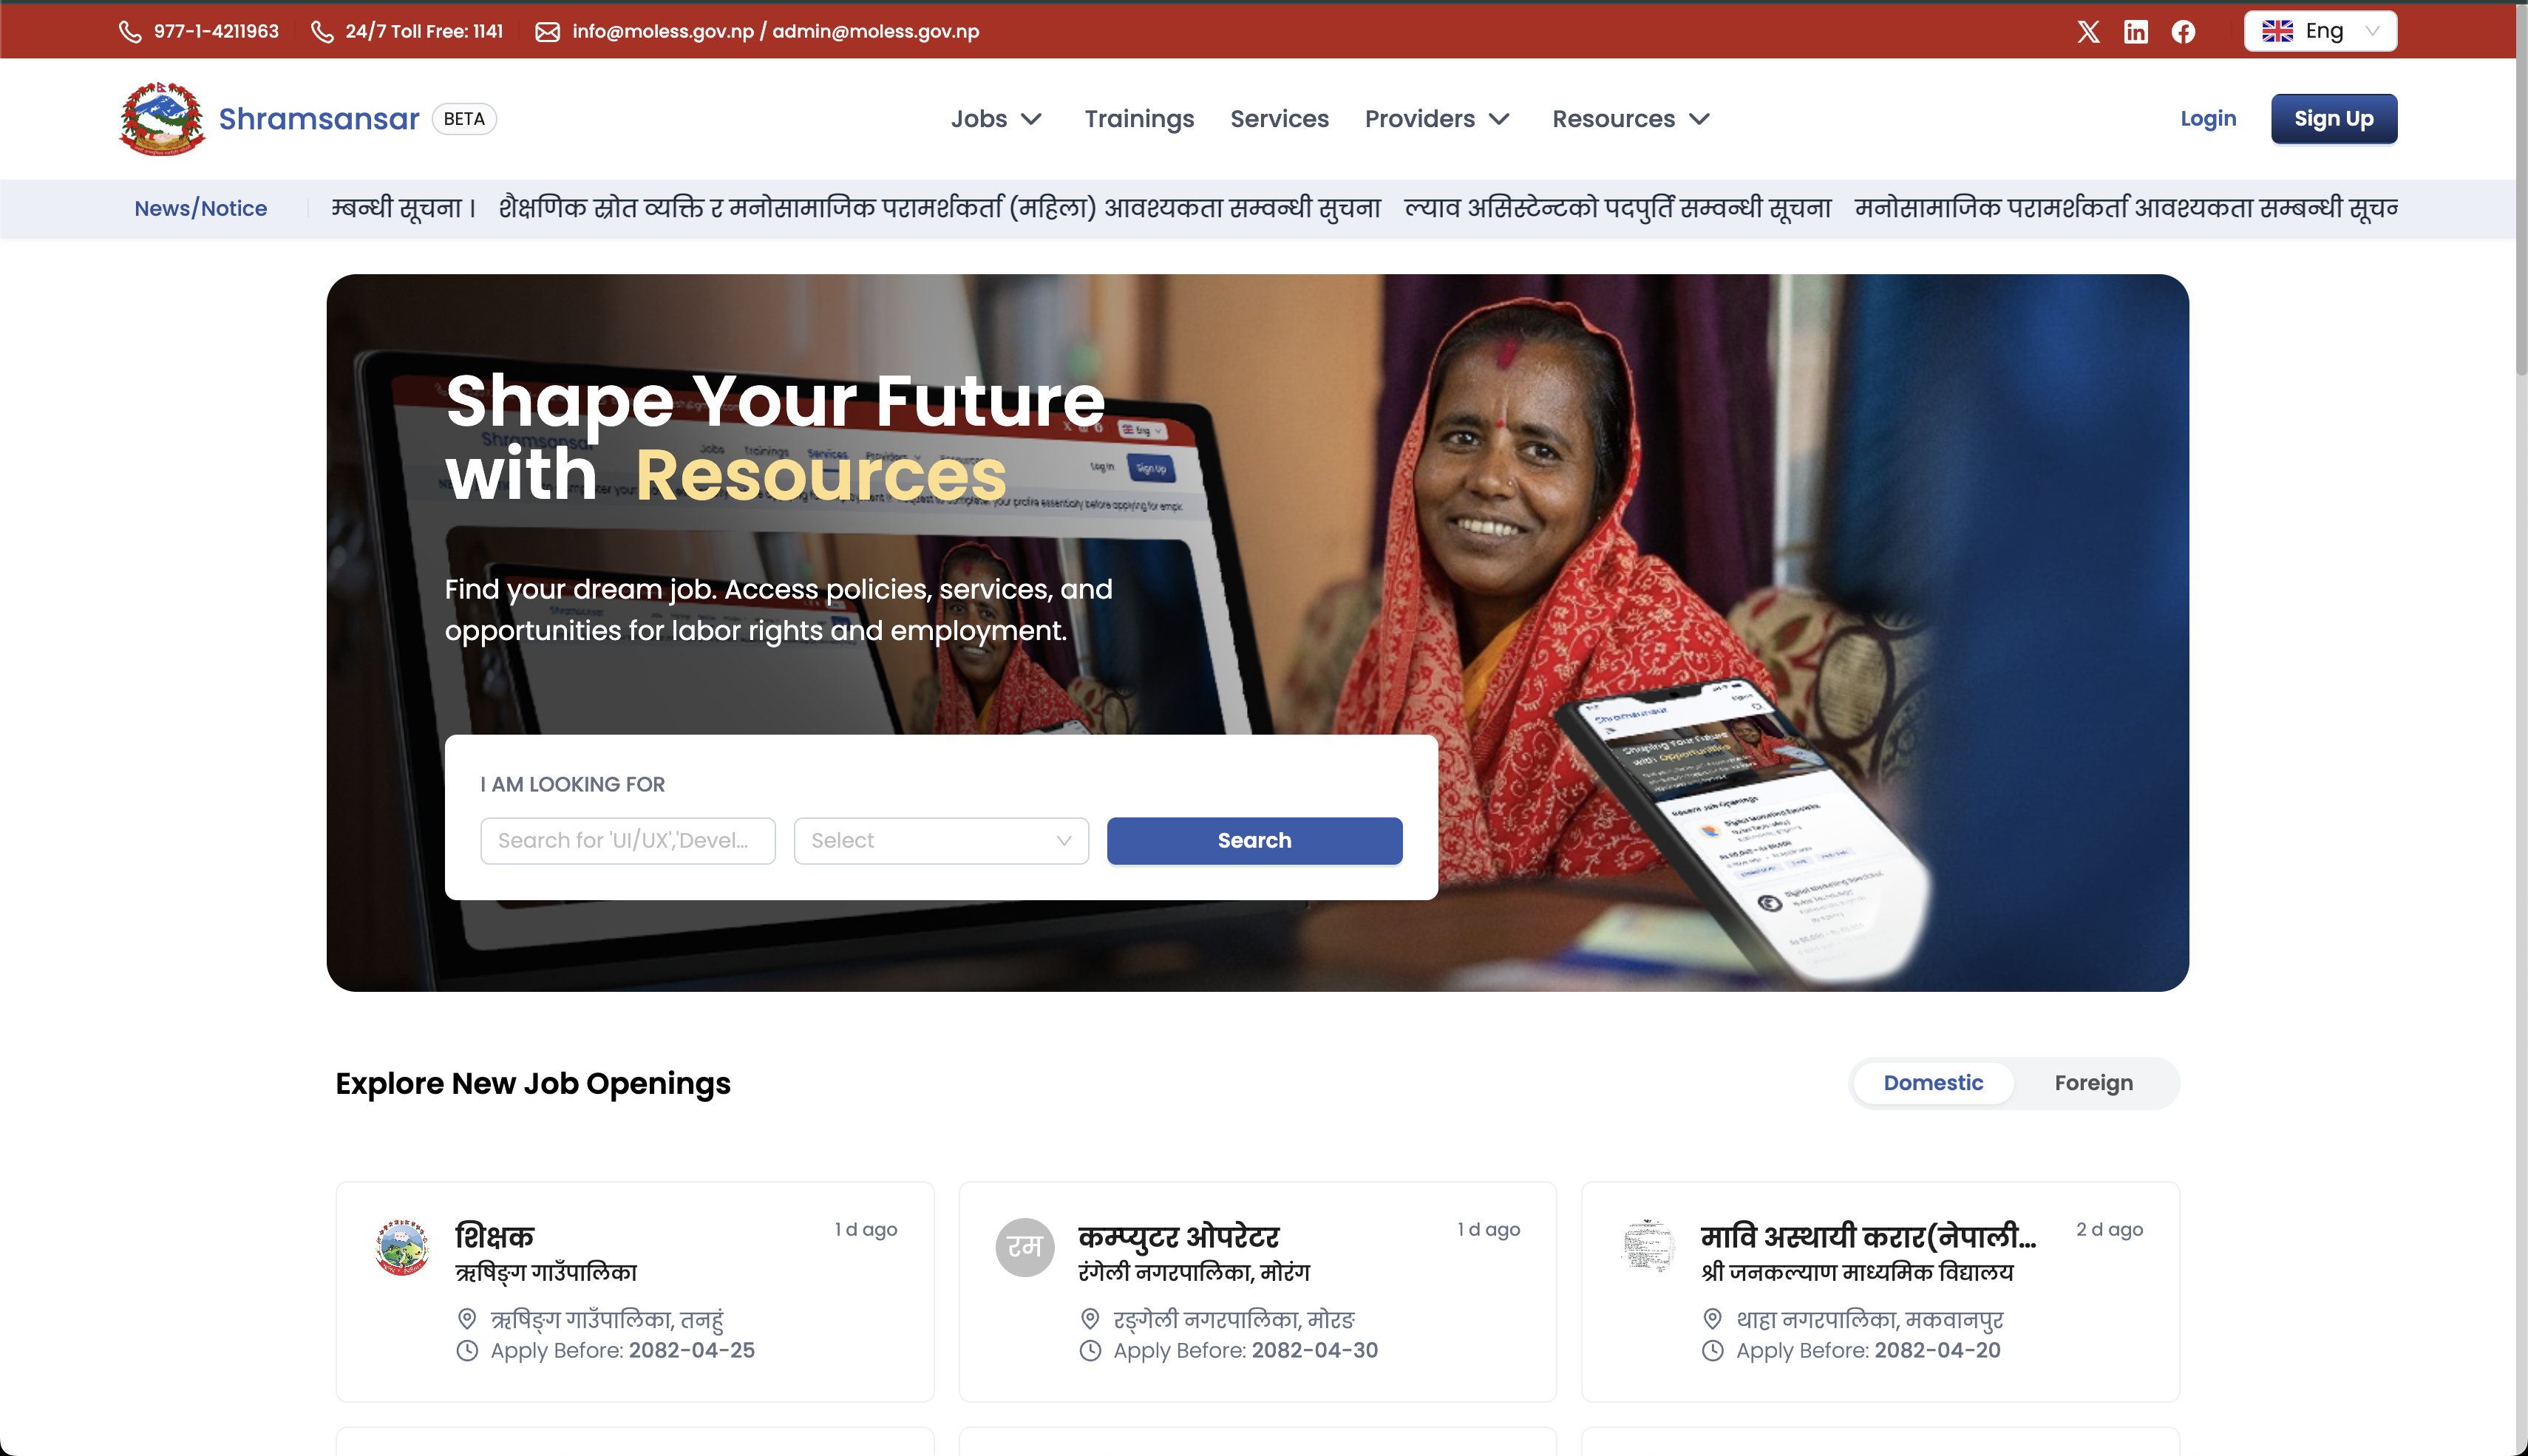 977-1-4211963
24/7 Toll Free: 1141
info@moless.gov.np / admin@moless.gov.np
Eng
Shramsansar
BETA
Jobs
Trainings
Services
Providers
Resources
Login
Sign Up
News/Notice
म्बन्धी सूचना । शैक्षणिक स्रोत व्यक्ति र मनोसामाजिक परामर्शकर्ता (महिला) आवश्यकता सम्वन्धी सुचना ल्याव असिस्टेन्टको पदपुर्ति सम्वन्धी सूचना मनोसामाजिक परामर्शकर्ता आवश्यकता सम्बन्धी सूचन
Shape Your Future
with Resources
Find your dream job. Access policies, services, and
opportunities for labor rights and employment.
I AM LOOKING FOR
Search for 'UI/UX','Devel...
Select
Search
Explore New Job Openings
Domestic
Foreign
शिक्षक
1 d ago
ऋषिङ्ग गाउँपालिका
ऋषिङ्ग गाउँपालिका, तनहुं
Apply Before: 2082-04-25
रम
कम्प्युटर ओपरेटर
1 d ago
रंगेली नगरपालिका, मोरंग
रङ्गेली नगरपालिका, मोरङ
Apply Before: 2082-04-30
मावि अस्थायी करार(नेपाली...
2 d ago
श्री जनकल्याण माध्यमिक विद्यालय
थाहा नगरपालिका, मकवानपुर
Apply Before: 2082-04-20